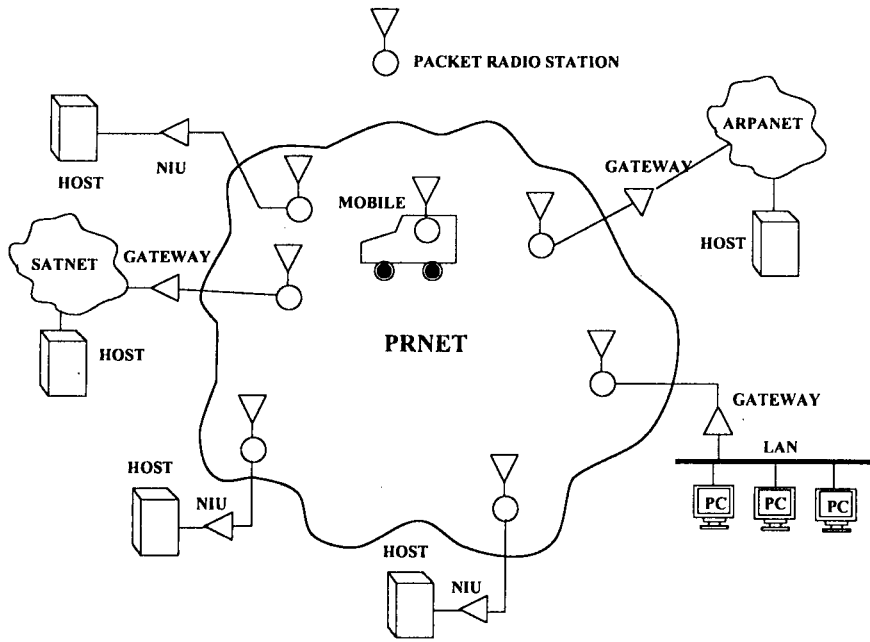 PACKET RADIO STATION
ARPANET
GATEWAY
NIU
HOST
MOBILE
HOST
SATNET
GATEWAY
HOST
PRNET
GATEWAY
LAN
HOST
NIU
PC
PC
PC
HOST
NIU